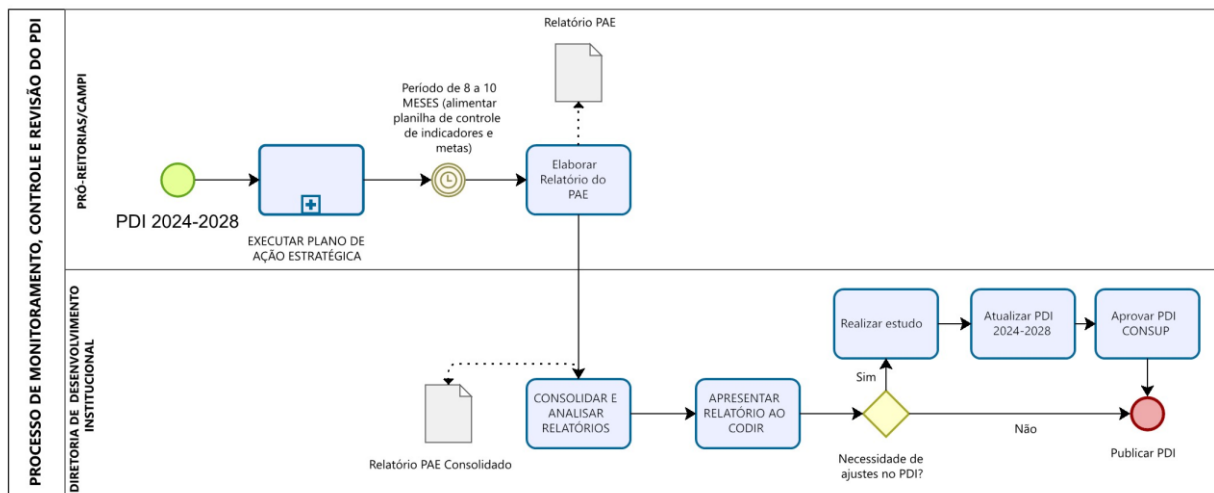 PROCESSO DE MONITORAMENTO, CONTROLE E REVISÃO DO PDI
PRÓ-REITORIAS/CAMPI
PDI 2024-2028
EXECUTAR PLANO DE
AÇÃO ESTRATÉGICA
Período de 8 a 10
MESES (alimentar
planilha de controle
de indicadores e
metas)
Relatório PAE
Elaborar
Relatório do
PAE
DIRETORIA DE DESENVOLVIMENTO
INSTITUCIONAL
Relatório PAE Consolidado
CONSOLIDAR E
ANALISAR
RELATÓRIOS
APRESENTAR
RELATÓRIO AO
CODIR
Necessidade de
ajustes no PDI?
Sim
Realizar estudo
Atualizar PDI
2024-2028
Aprovar PDI
CONSUP
Não
Publicar PDI